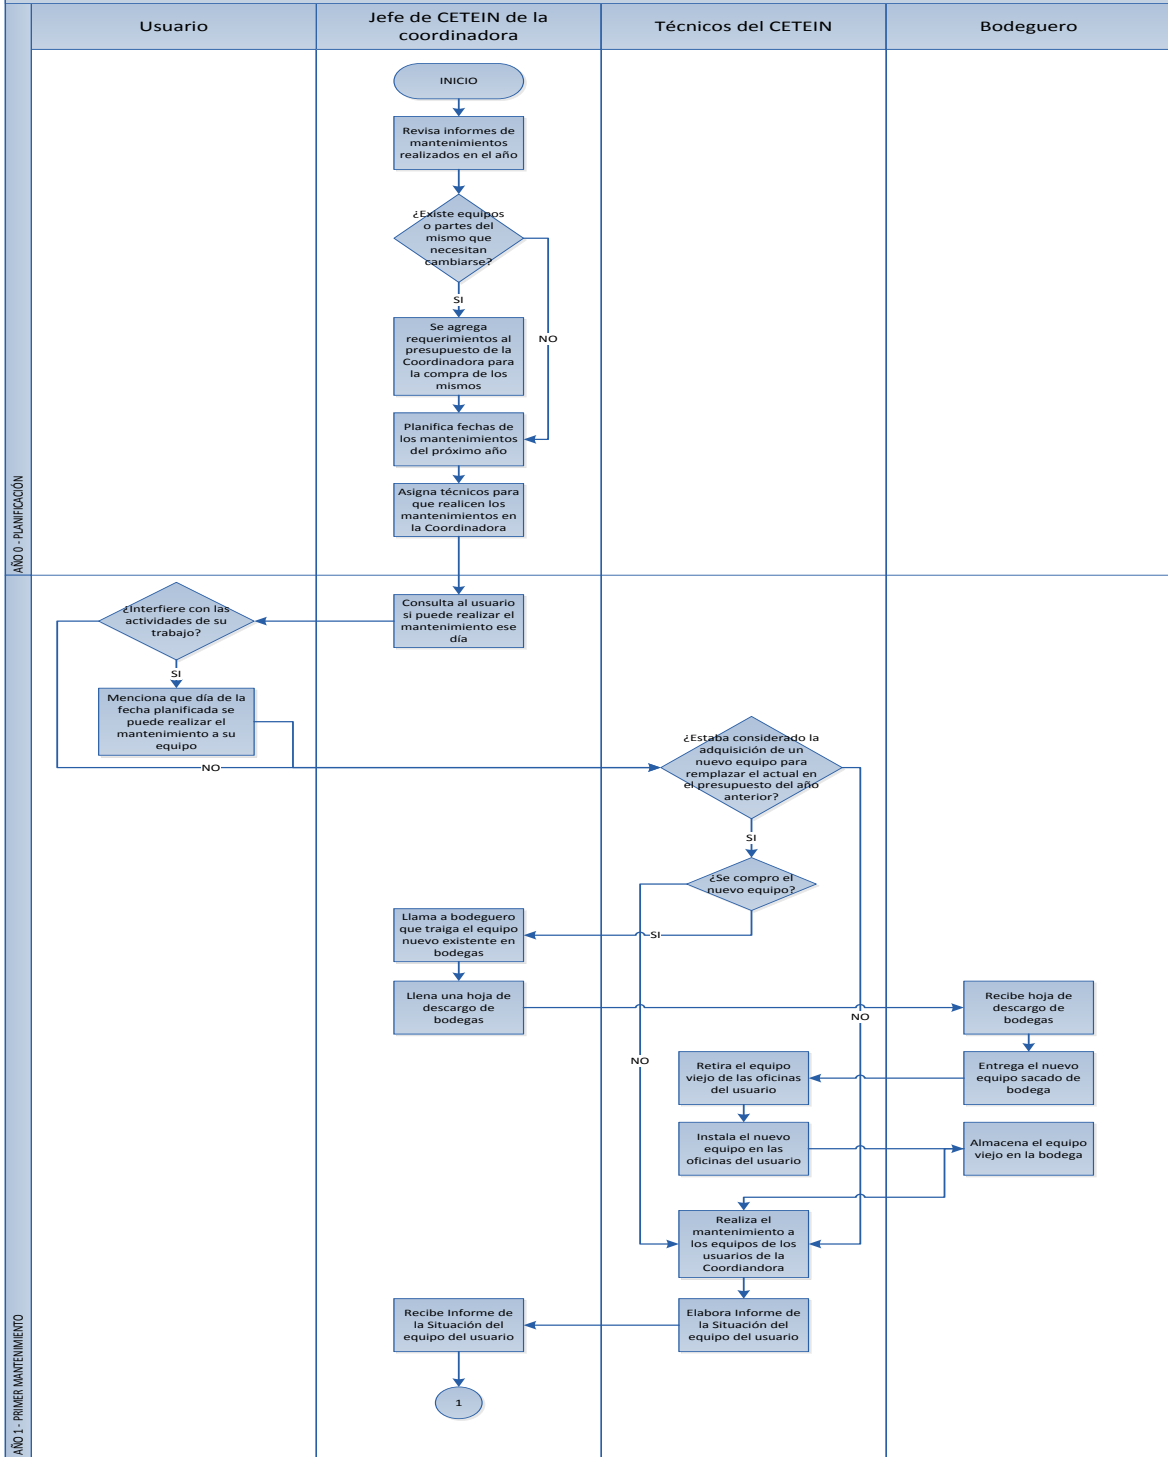 Usuario
Jefe de CETEIN de la
coordinadora
Técnicos del CETEIN
Bodeguero
AÑO 0 - PLANIFICACIÓN
INICIO
Revisa informes de
mantenimientos
realizados en el año
¿Existe equipos
o partes del
mismo que
necesitan
cambiarse?
SI
NO
Se agrega
requerimientos al
presupuesto de la
Coordinadora para
la compra de los
mismos
Planifica fechas de
los mantenimientos
del próximo año
Asigna técnicos para
que realicen los
mantenimientos en
la Coordinadora
AÑO 1 - PRIMER MANTENIMIENTO
Consulta al usuario
si puede realizar el
mantenimiento ese
día
¿Interfiere con las
actividades de su
trabajo?
SI
Menciona que día de la
fecha planificada se
puede realizar el
mantenimiento a su
equipo
NO
¿Estaba considerado la
adquisición de un
nuevo equipo para
remplazar el actual en
el presupuesto del año
anterior?
SI
¿Se compro el
nuevo equipo?
SI
Llama a bodeguero
que traiga el equipo
nuevo existente en
bodegas
Llena una hoja de
descargo de
bodegas
Recibe hoja de
descargo de
bodegas
NO
NO
Retira el equipo
viejo de las oficinas
del usuario
Entrega el nuevo
equipo sacado de
bodega
Instala el nuevo
equipo en las
oficinas del usuario
Almacena el equipo
viejo en la bodega
Realiza el
mantenimiento a
los equipos de los
usuarios de la
Coordiandora
Recibe Informe de
la Situación del
equipo del usuario
Elabora Informe de
la Situación del
equipo del usuario
1